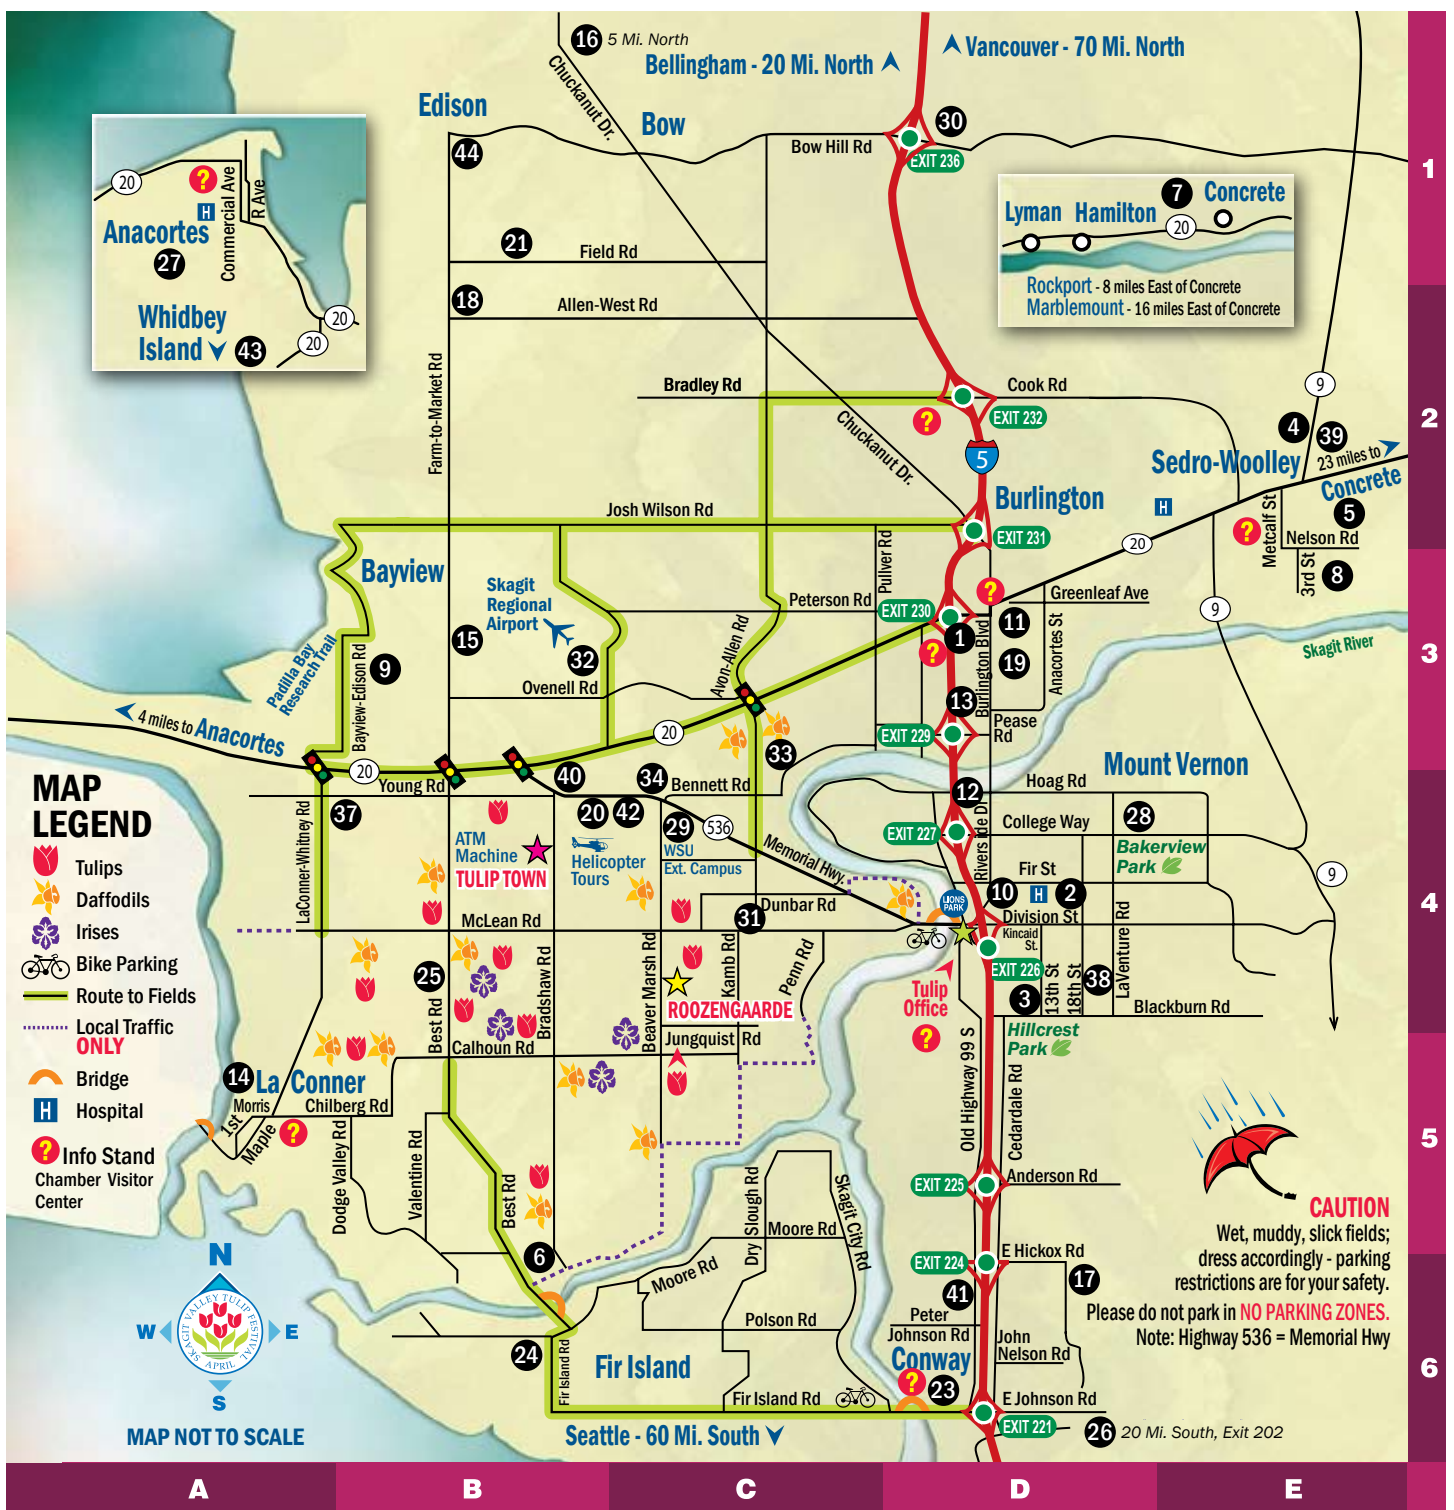 16 5 Mi. North
Bellingham - 20 Mi. North
Vancouver - 70 Mi. North
Chuckanut Dr.
Edison
Bow
30
Bow Hill Rd
EXIT 236
44
1
20
?
H
Commercial Ave
R Ave
Anacortes
27
Whidbey
Island
43
20
20
7
Concrete
Lyman
Hamilton
20
Rockport - 8 miles East of Concrete
Marblemount - 16 miles East of Concrete
21
Field Rd
18
Allen-West Rd
Farm-to-Market Rd
Bradley Rd
Cook Rd
EXIT 232
?
9
2
4
39
Chuckanut Dr.
5
Sedro-Woolley
23 miles to
Concrete
Burlington
H
5
Josh Wilson Rd
Pulver Rd
EXIT 231
20
?
Metcalf St
Nelson Rd
3rd St
8
Bayview
Skagit
Regional
Airport
Peterson Rd
EXIT 230
?
Greenleaf Ave
9
1
11
15
32
Avon-Allen Rd
?
Burlington Blvd
19
Anacortes St
Skagit River
3
Padilla Bay
Research Trail
Bayview-Edison Rd
9
Ovenell Rd
13
Pease
Rd
4 miles to Anacortes
20
33
EXIT 229
20
Young Rd
40
34
Bennett Rd
Hoag Rd
Mount Vernon
MAP
LEGEND
Tulips
Daffodils
Irises
Bike Parking
Route to Fields
Local Traffic
ONLY
Bridge
H
Hospital
?
Info Stand
Chamber Visitor
Center
37
LaConner-Whitney Rd
20
42
29
536
12
Riverside Dr
College Way
28
EXIT 227
ATM
Machine
TULIP TOWN
Helicopter
Tours
WSU
Ext. Campus
Memorial Hwy.
Bakerview
Park
Fir St
9
LIONS
PARK
10
H
2
4
McLean Rd
Dunbar Rd
31
Division St
Kincaid
St.
LaVenture Rd
25
Best Rd
Bradshaw Rd
Beaver Marsh Rd
Kamb Rd
Penn Rd
EXIT 226
Tulip
Office
?
3
13th St
18th St
38
Blackburn Rd
ROOZENGAARDE
Jungquist Rd
Calhoun Rd
Hillcrest
Park
14
La Conner
Morris
1st
Maple
?
Chilberg Rd
Dodge Valley Rd
Valentine Rd
Best Rd
Old Highway 99 S
Cedardale Rd
5
Dry Slough Rd
Skagit City Rd
EXIT 225
Anderson Rd
CAUTION
Wet, muddy, slick fields;
dress accordingly - parking
restrictions are for your safety.
Please do not park in NO PARKING ZONES.
Note: Highway 536 = Memorial Hwy
6
Moore Rd
Moore Rd
EXIT 224
E Hickox Rd
41
17
N
W
E
S
SKAGIT VALLEY TULIP FESTIVAL
APRIL
MAP NOT TO SCALE
Polson Rd
Peter
Johnson Rd
John
Nelson Rd
24
Fir Island Rd
Fir Island
Conway
?
23
6
Fir Island Rd
E Johnson Rd
EXIT 221
26 20 Mi. South, Exit 202
Seattle - 60 Mi. South
A
B
C
D
E